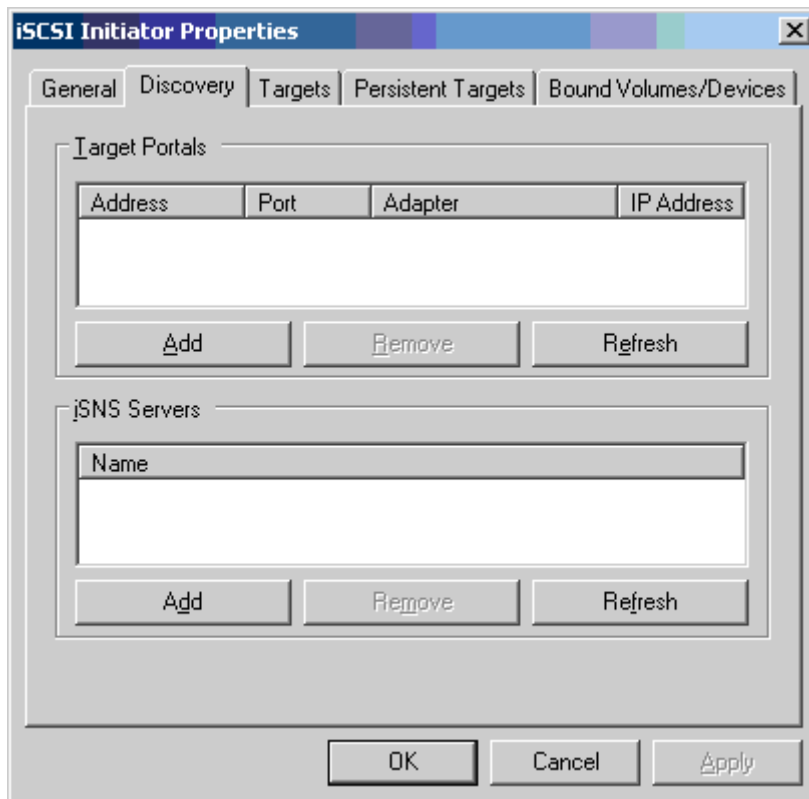 iSCSI Initiator Properties
General Discovery Targets Persistent Targets Bound Volumes/Devices
Target Portals
Address Port Adapter IP Address
Add Remove Refresh
iSNS Servers
Name
Add Remove Refresh
OK Cancel Apply